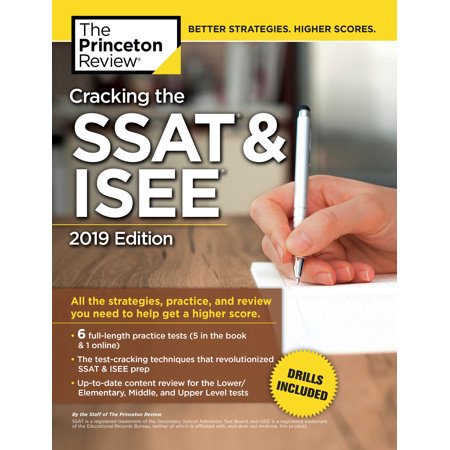 The
Princeton
Review®
BETTER STRATEGIES. HIGHER SCORES.
Cracking the
SSAT® &
ISEE®
2019 Edition
All the strategies, practice, and review
you need to help get a higher score.
• 6 full-length practice tests (5 in the book
& 1 online)
• The test-cracking techniques that revolutionized
SSAT & ISEE prep
• Up-to-date content review for the Lower/
Elementary, Middle, and Upper Level tests
DRILLS
INCLUDED
By the Staff of The Princeton Review
SSAT is a registered trademark of the Secondary School Admission Test Board, and ISEE is a registered trademark
of the Educational Records Bureau, neither of which is affiliated with, and does not endorse, this product.